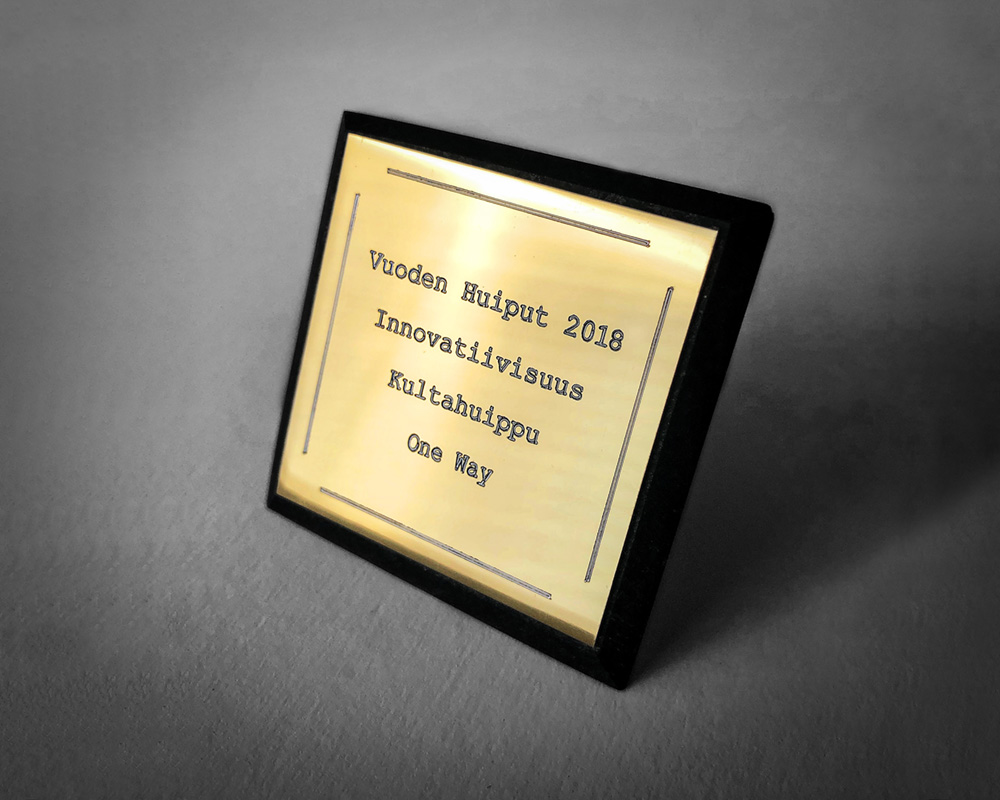 Vuoden Huiput 2018
Innovatiivisuus
Kultahuippu
One Way